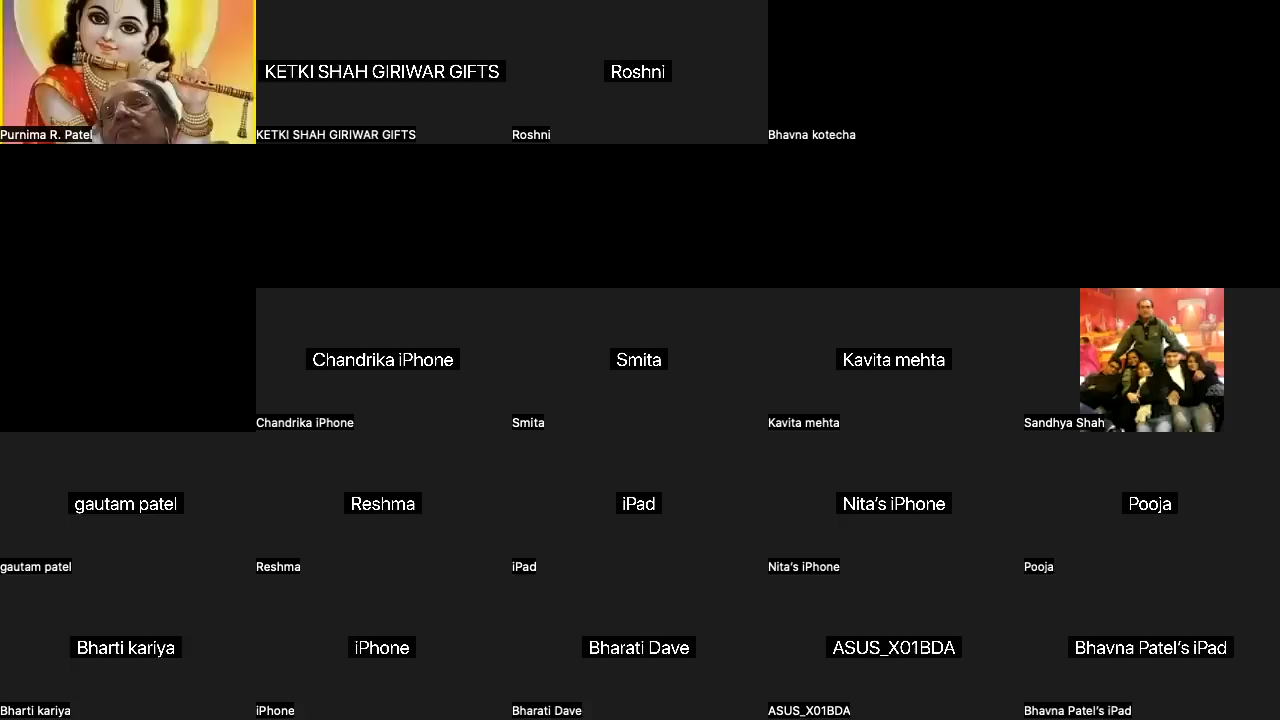 KETKI SHAH GIRIWAR GIFTS
Roshni
Purnima R. Patel
KETKI SHAH GIRIWAR GIFTS
Roshni
Bhavna kotecha
Chandrika iPhone
Smita
Kavita mehta
Chandrika iPhone
Smita
Kavita mehta
Sandhya Shah
gautam patel
Reshma
iPad
Nita’s iPhone
Pooja
gautam patel
Reshma
iPad
Nita’s iPhone
Pooja
Bharti kariya
iPhone
Bharati Dave
ASUS_X01BDA
Bhavna Patel’s iPad
Bharti kariya
iPhone
Bharati Dave
ASUS_X01BDA
Bhavna Patel’s iPad